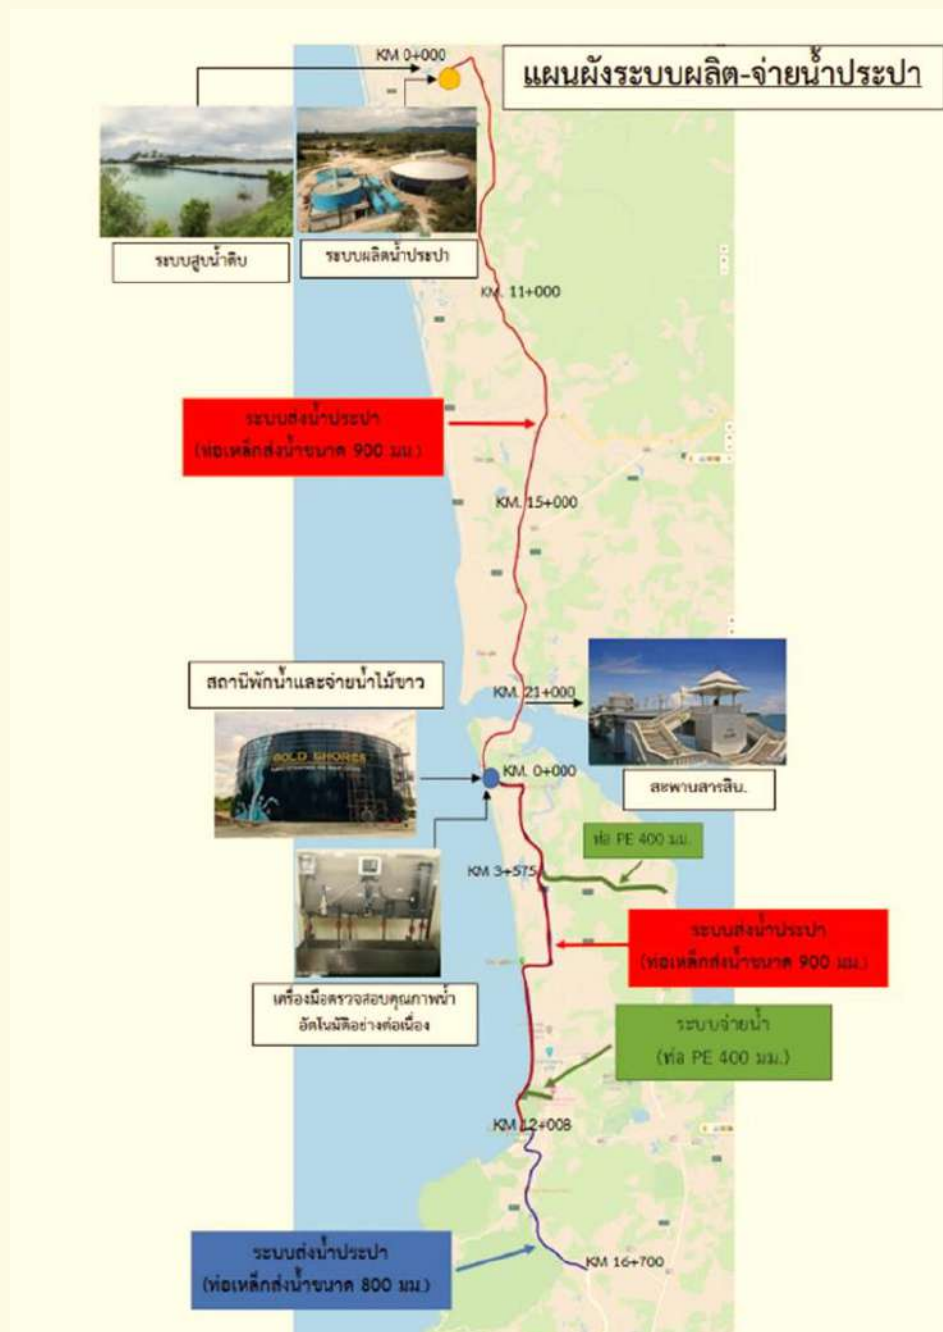 KM 0+000
แผนผังระบบผลิต-จ่ายน้ำประปา
ระบบสูบน้ำดิบ
ระบบผลิตน้ำประปา
KM. 11+000
ระบบส่งน้ำประปา
(ท่อเหล็กส่งน้ำขนาด 900 มม.)
KM. 15+000
สถานีพักน้ำและจ่ายน้ำไม้ขาว
KM. 21+000
GOLD SHORES
KM. 0+000
สะพานสารสิน.
ท่อ PE 400 มม.
KM 3+575
ระบบส่งน้ำประปา
(ท่อเหล็กส่งน้ำขนาด 900 มม.)
เครื่องมือตรวจสอบคุณภาพน้ำ
อัตโนมัติอย่างต่อเนื่อง
ระบบจ่ายน้ำ
(ท่อ PE 400 มม.)
KM 12+008
ระบบส่งน้ำประปา
(ท่อเหล็กส่งน้ำขนาด 800 มม.)
KM 16+700